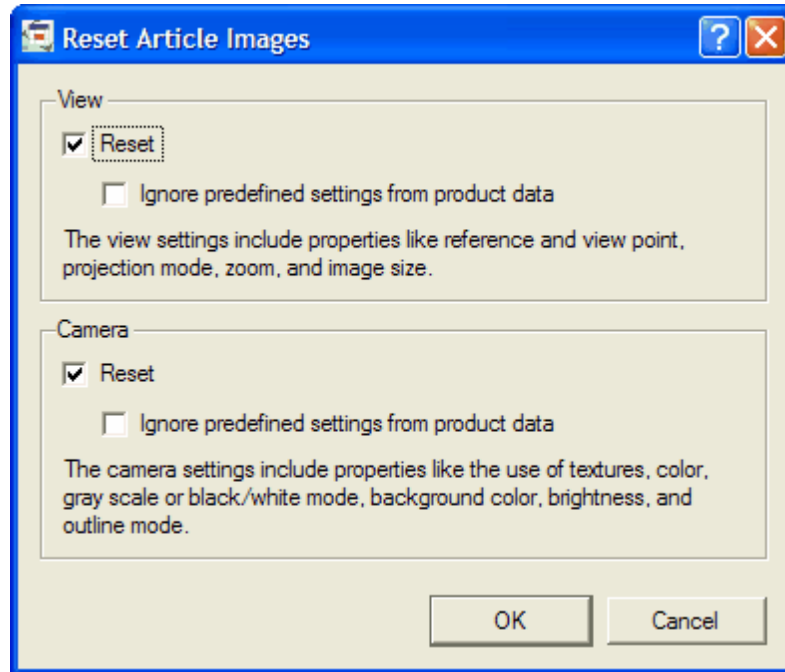 Reset Article Images
?
View
Reset
Ignore predefined settings from product data
The view settings include properties like reference and view point,
projection mode, zoom, and image size.
Camera
Reset
Ignore predefined settings from product data
The camera settings include properties like the use of textures, color,
gray scale or black/white mode, background color, brightness, and
outline mode.
OK
Cancel